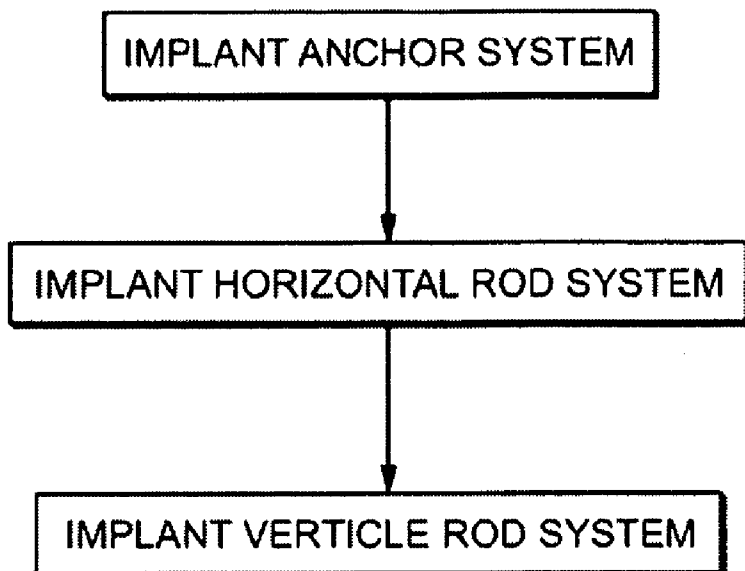 IMPLANT ANCHOR SYSTEM
IMPLANT HORIZONTAL ROD SYSTEM
IMPLANT VERTICLE ROD SYSTEM